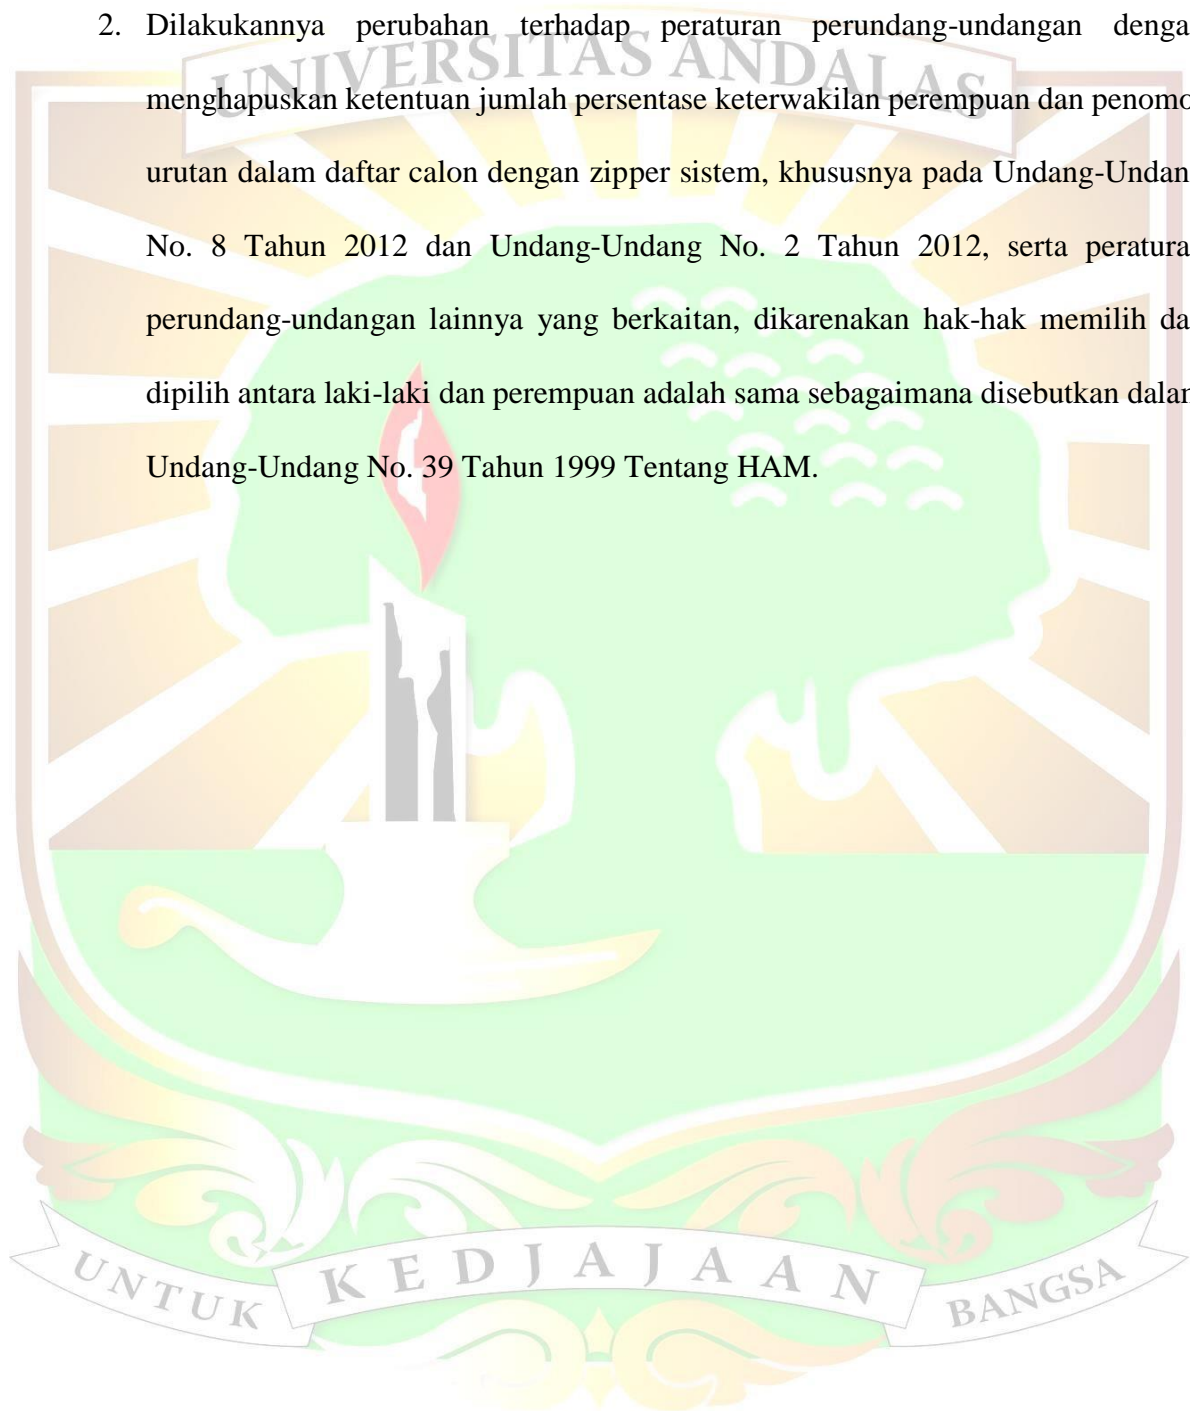 2. Dilakukannya perubahan terhadap peraturan perundang-undangan denga
UNIVERSITAS ANDALAS
menghapuskan ketentuan jumlah persentase keterwakilan perempuan dan penomo
urutan dalam daftar calon dengan zipper sistem, khususnya pada Undang-Undan
No. 8 Tahun 2012 dan Undang-Undang No. 2 Tahun 2012, serta peratura
perundang-undangan lainnya yang berkaitan, dikarenakan hak-hak memilih da
dipilih antara laki-laki dan perempuan adalah sama sebagaimana disebutkan dalam
Undang-Undang No. 39 Tahun 1999 Tentang HAM.
UNTUK KEDJAJAAN BANGSA